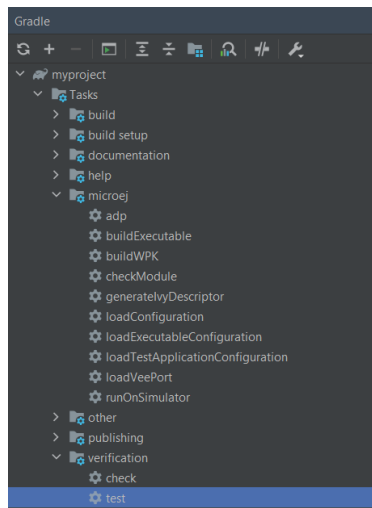 Gradle
myproject
Tasks
build
build setup
documentation
help
microej
adp
buildExecutable
buildWPK
checkModule
generateIvyDescriptor
loadConfiguration
loadExecutableConfiguration
loadTestApplicationConfiguration
loadVeePort
runOnSimulator
other
publishing
verification
check
test